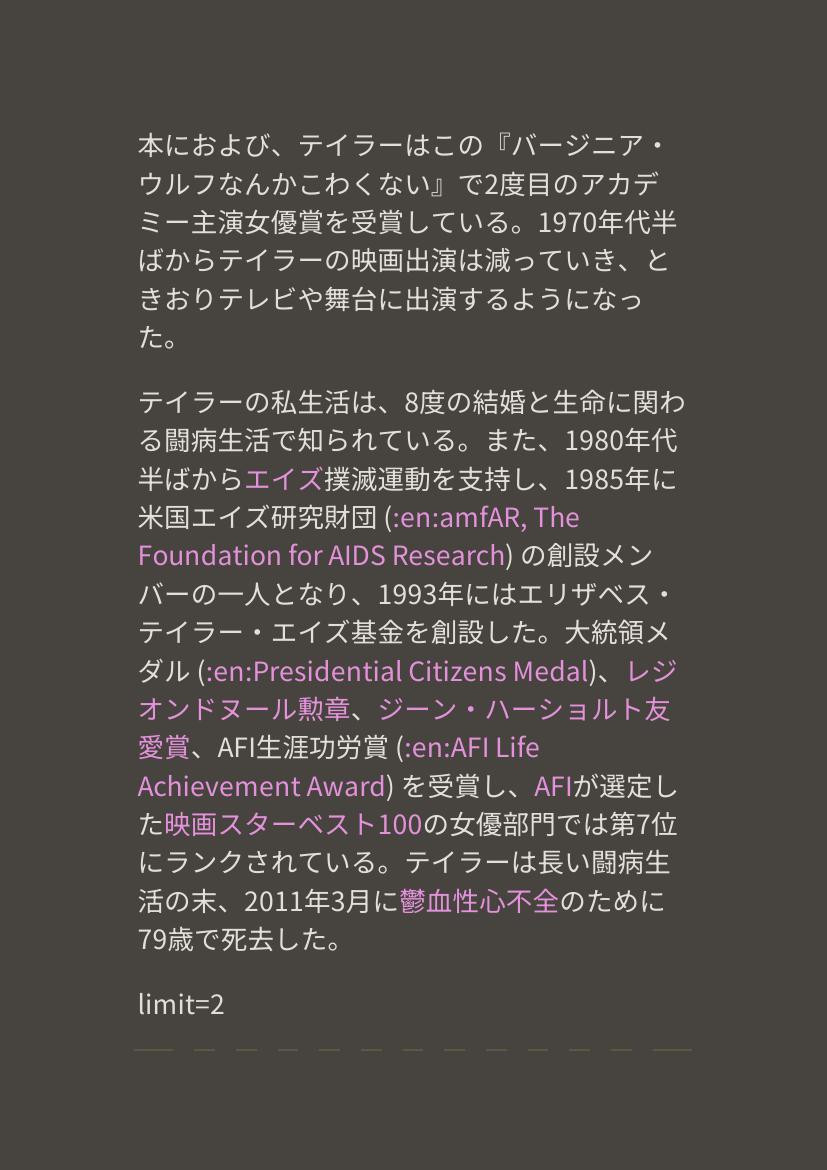 本におよび、テイラーはこの『バージニア・
ウルフなんかこわくない』で2度目のアカデ
ミー主演女優賞を受賞している。1970年代半
ばからテイラーの映画出演は減っていき、と
きおりテレビや舞台に出演するようになっ
た。
テイラーの私生活は、8度の結婚と生命に関わ
る闘病生活で知られている。また、1980年代
半ばからエイズ撲滅運動を支持し、1985年に
米国エイズ研究財団 (:en:amfAR, The
Foundation for AIDS Research) の創設メン
バーの一人となり、1993年にはエリザベス・
テイラー・エイズ基金を創設した。大統領メ
ダル (:en:Presidential Citizens Medal)、レジ
オンドヌール勲章、ジーン・ハーショルト友
愛賞、AFI生涯功労賞 (:en:AFI Life
Achievement Award) を受賞し、AFIが選定し
た映画スターベスト100の女優部門では第7位
にランクされている。テイラーは長い闘病生
活の末、2011年3月に鬱血性心不全のために
79歳で死去した。
limit=2